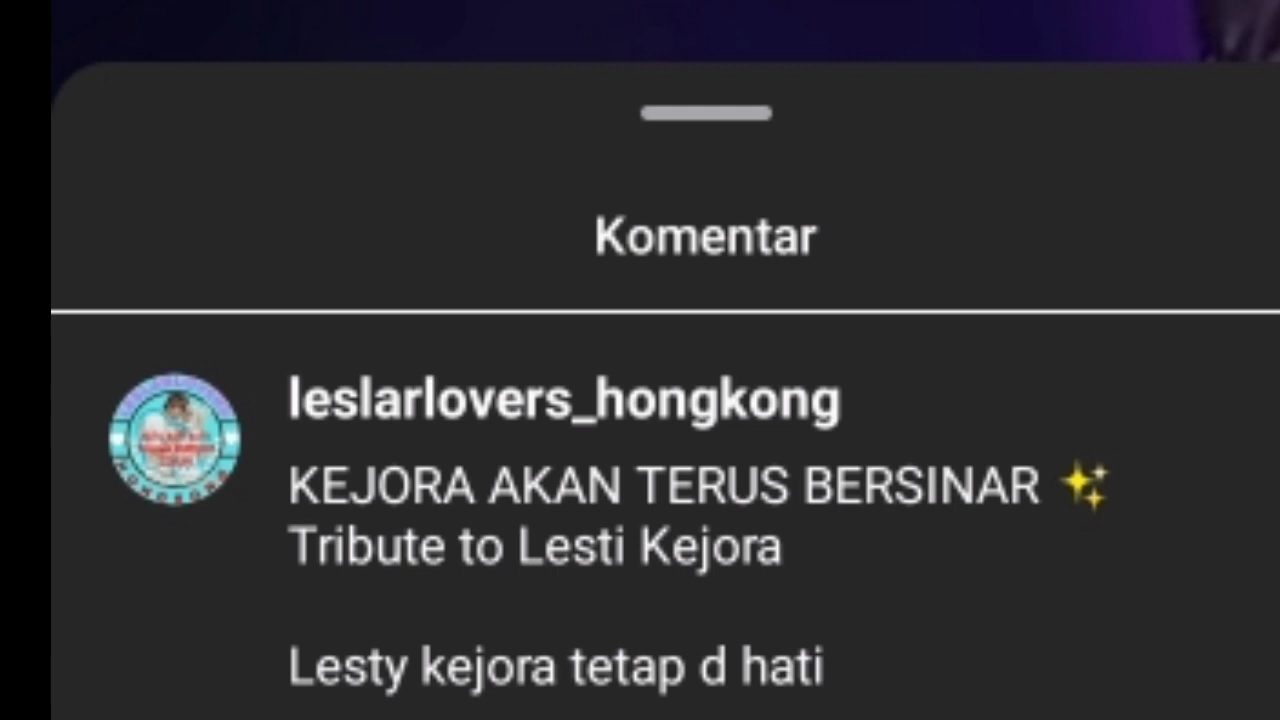 Komentar
leslarlovers_hongkong
KEJORA AKAN TERUS BERSINAR ✨
Tribute to Lesti Kejora
Lesty kejora tetap d hati